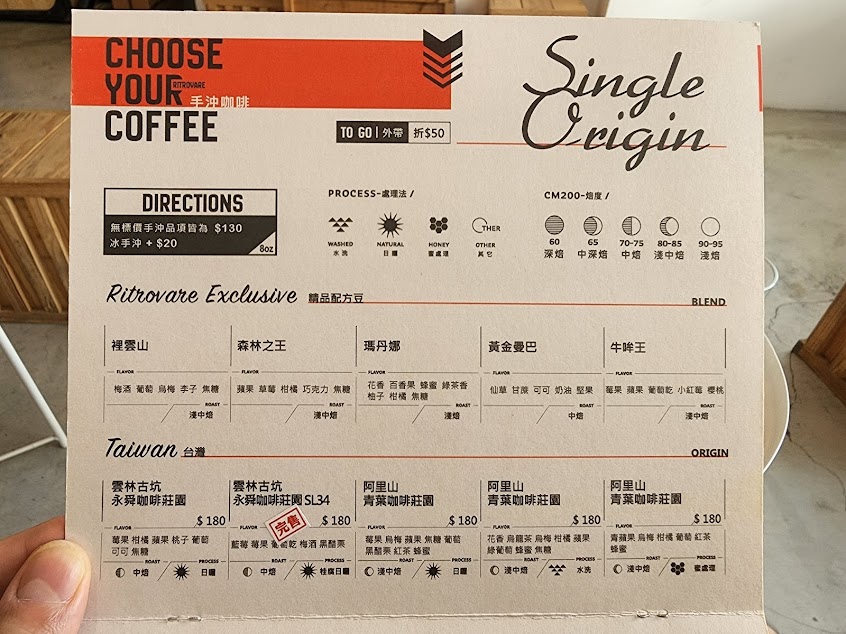 CHOOSE
YOUR RITROVARE
手沖咖啡
COFFEE
TO GO | 外帶 折$50
Single
Origin
DIRECTIONS
無標價手沖品項皆為 $130
冰手沖 + $20
8oz
PROCESS-處理法 /
WASHED NATURAL HONEY OTHER
水洗 日曬 蜜處理 其它
OTHER
CM200-焙度 /
60 65 70-75 80-85 90-95
深焙 中深焙 中焙 淺中焙 淺焙
Ritrovare Exclusive 精品配方豆 BLEND
裡雲山 森林之王 瑪丹娜 黃金曼巴 牛哞王
FLAVOR FLAVOR FLAVOR FLAVOR FLAVOR
梅酒 葡萄 烏梅 李子 焦糖
蘋果 草莓 柑橘 巧克力 焦糖
花香 百香果 蜂蜜 綠茶香
柚子 柑橘 焦糖
仙草 甘蔗 可可 奶油 堅果
莓果 蘋果 葡萄乾 小紅莓 櫻桃
ROAST ROAST ROAST ROAST ROAST
淺中焙 淺中焙 淺中焙 中焙 淺中焙
Taiwan 台灣 ORIGIN
雲林古坑
永舜咖啡莊園
$ 180
FLAVOR
莓果 柑橘 蘋果 桃子 葡萄
可可 焦糖
ROAST PROCESS
中焙 日曬
雲林古坑
永舜咖啡莊園 SL34
$ 180
完售
FLAVOR
藍莓 莓果 葡萄乾 梅酒 黑醋栗
ROAST PROCESS
中焙 桂腐日曬
阿里山
青葉咖啡莊園
$ 180
FLAVOR
莓果 烏梅 蘋果 焦糖 葡萄
黑醋栗 紅茶 蜂蜜
ROAST PROCESS
淺中焙 日曬
阿里山
青葉咖啡莊園
$ 180
FLAVOR
花香 烏龍茶 烏梅 柑橘 蘋果
綠葡萄 蜂蜜 焦糖
ROAST PROCESS
淺中焙 水洗
阿里山
青葉咖啡莊園
$ 180
FLAVOR
青蘋果 烏梅 柑橘 葡萄 紅茶
蜂蜜
ROAST PROCESS
淺中焙 蜜處理